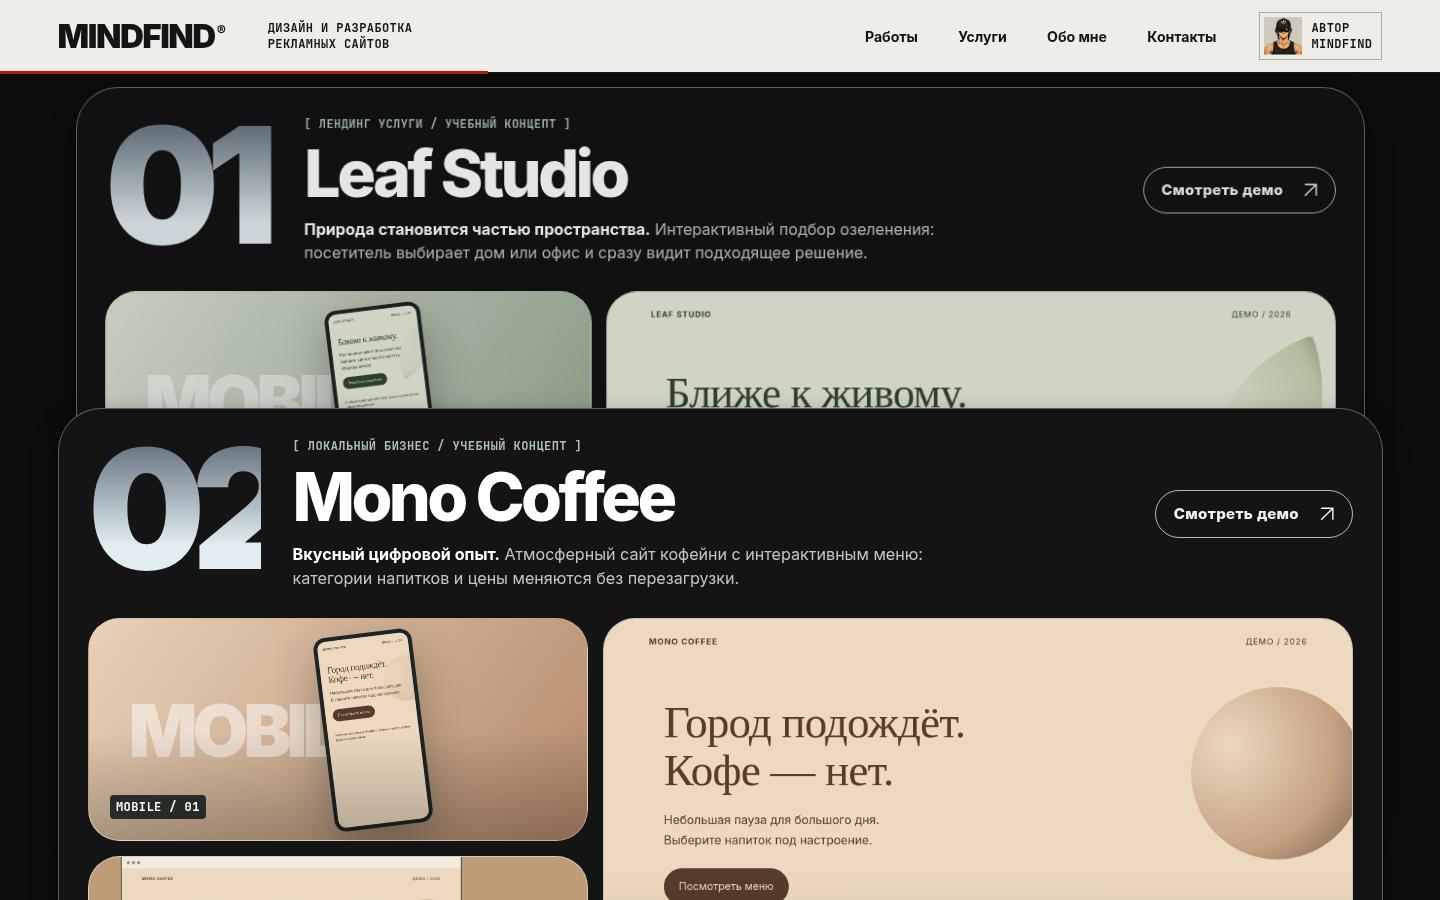 MINDFIND®
ДИЗАЙН И РАЗРАБОТКА
РЕКЛАМНЫХ САЙТОВ
Работы
Услуги
Обо мне
Контакты
АВТОР
MINDFIND
01
[ ЛЕНДИНГ УСЛУГИ / УЧЕБНЫЙ КОНЦЕПТ ]
Leaf Studio
Природа становится частью пространства. Интерактивный подбор озеленения:
посетитель выбирает дом или офис и сразу видит подходящее решение.
Смотреть демо
Ближе к живому.
LEAF STUDIO
ДЕМО / 2026
Ближе к живому.
02
[ ЛОКАЛЬНЫЙ БИЗНЕС / УЧЕБНЫЙ КОНЦЕПТ ]
Mono Coffee
Вкусный цифровой опыт. Атмосферный сайт кофейни с интерактивным меню:
категории напитков и цены меняются без перезагрузки.
Смотреть демо
Город подождёт.
Кофе — нет.
MOBILE / 01
MONO COFFEE
ДЕМО / 2026
Город подождёт.
Кофе — нет.
Небольшая пауза для большого дня.
Выберите напиток под настроение.
Посмотреть меню
MONO COFFEE